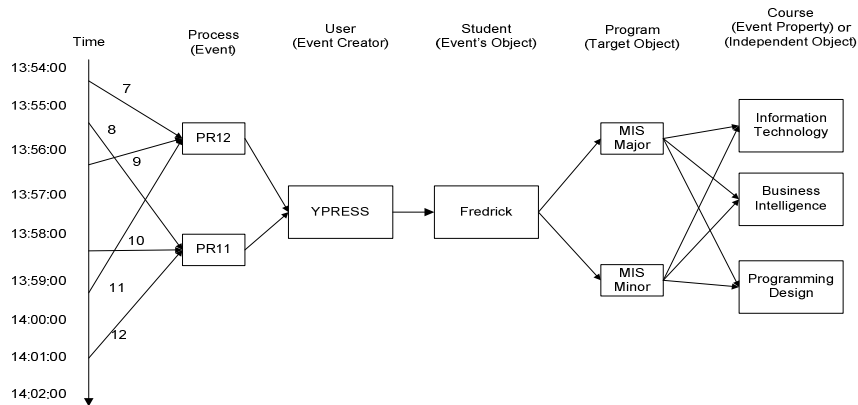 Time
Process
(Event)
User
(Event Creator)
Student
(Event's Object)
Program
(Target Object)
Course
(Event Property) or
(Independent Object)
13:54:00
13:55:00
13:56:00
13:57:00
13:58:00
13:59:00
14:00:00
14:01:00
14:02:00
7
8
9
10
11
12
PR12
PR11
YPRESS
Fredrick
MIS
Major
MIS
Minor
Information
Technology
Business
Intelligence
Programming
Design